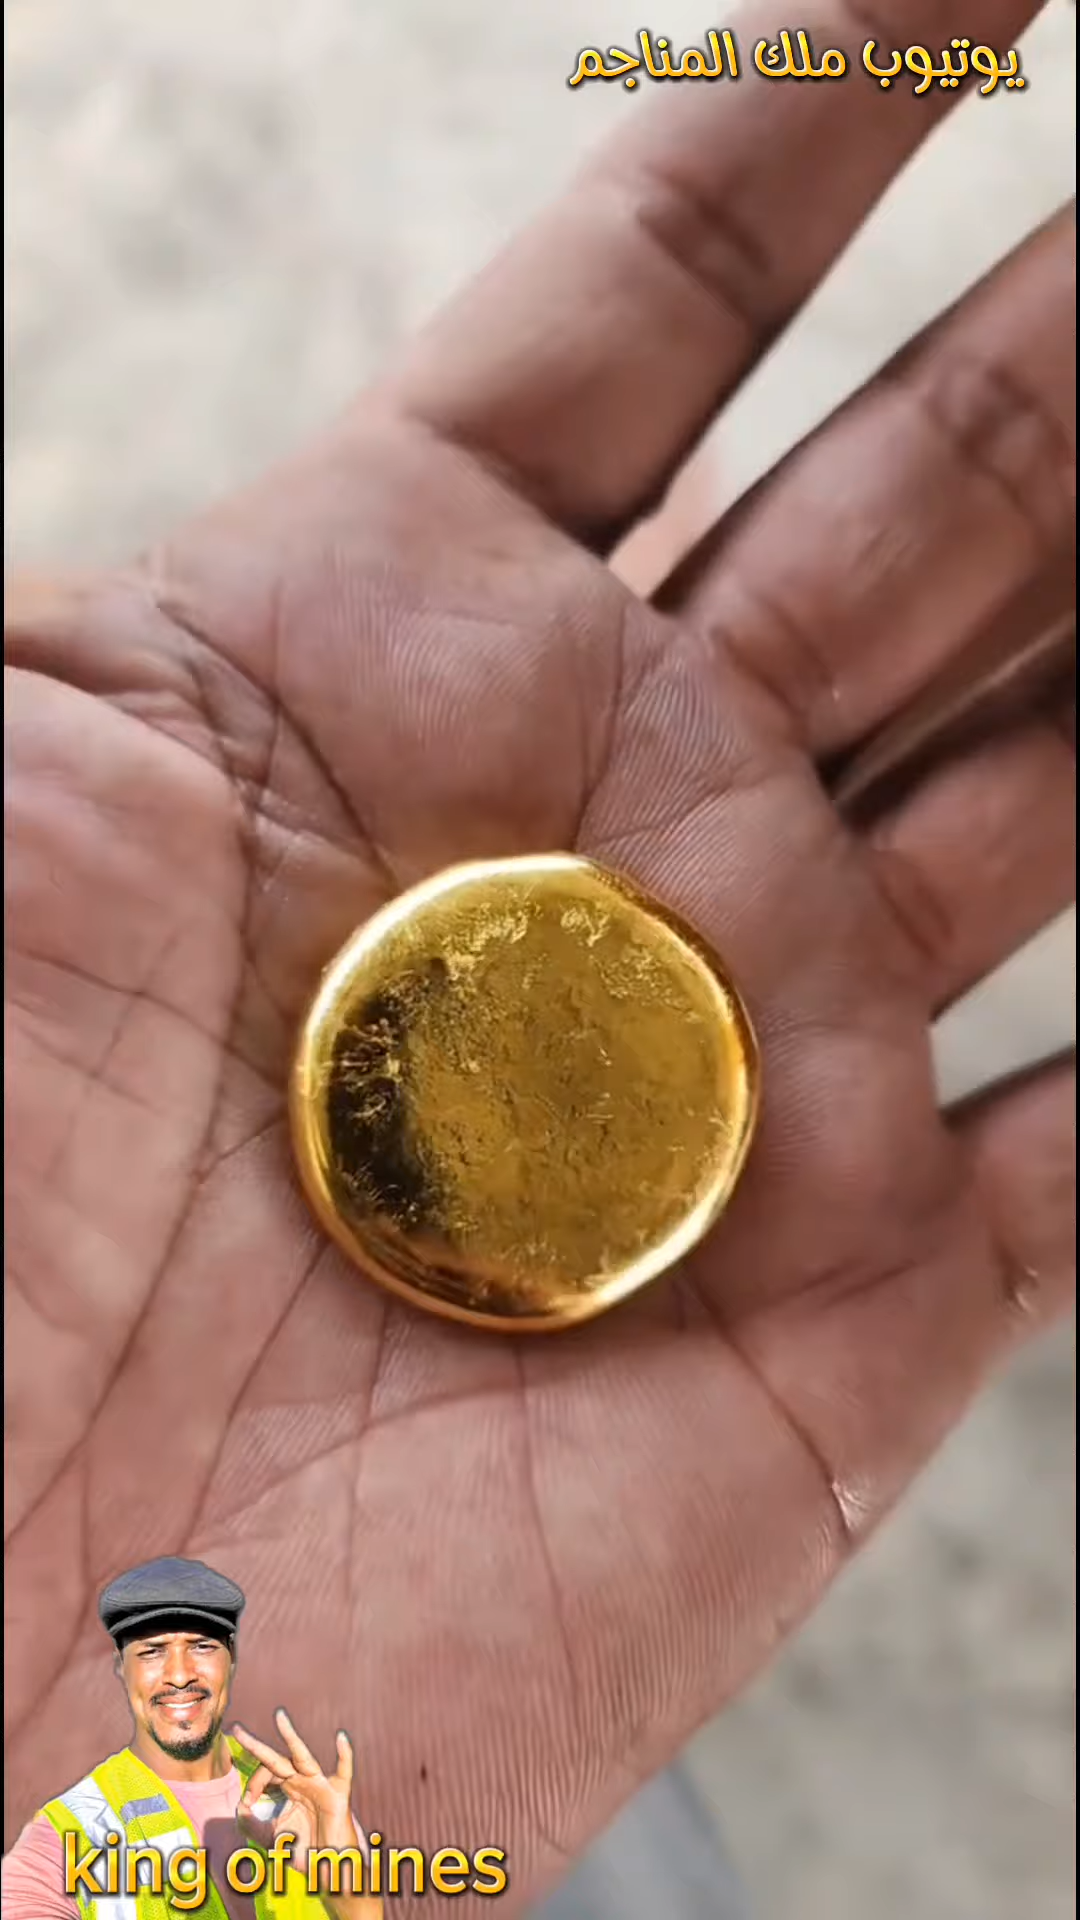 يوتيوب ملك المناجم
king of mines